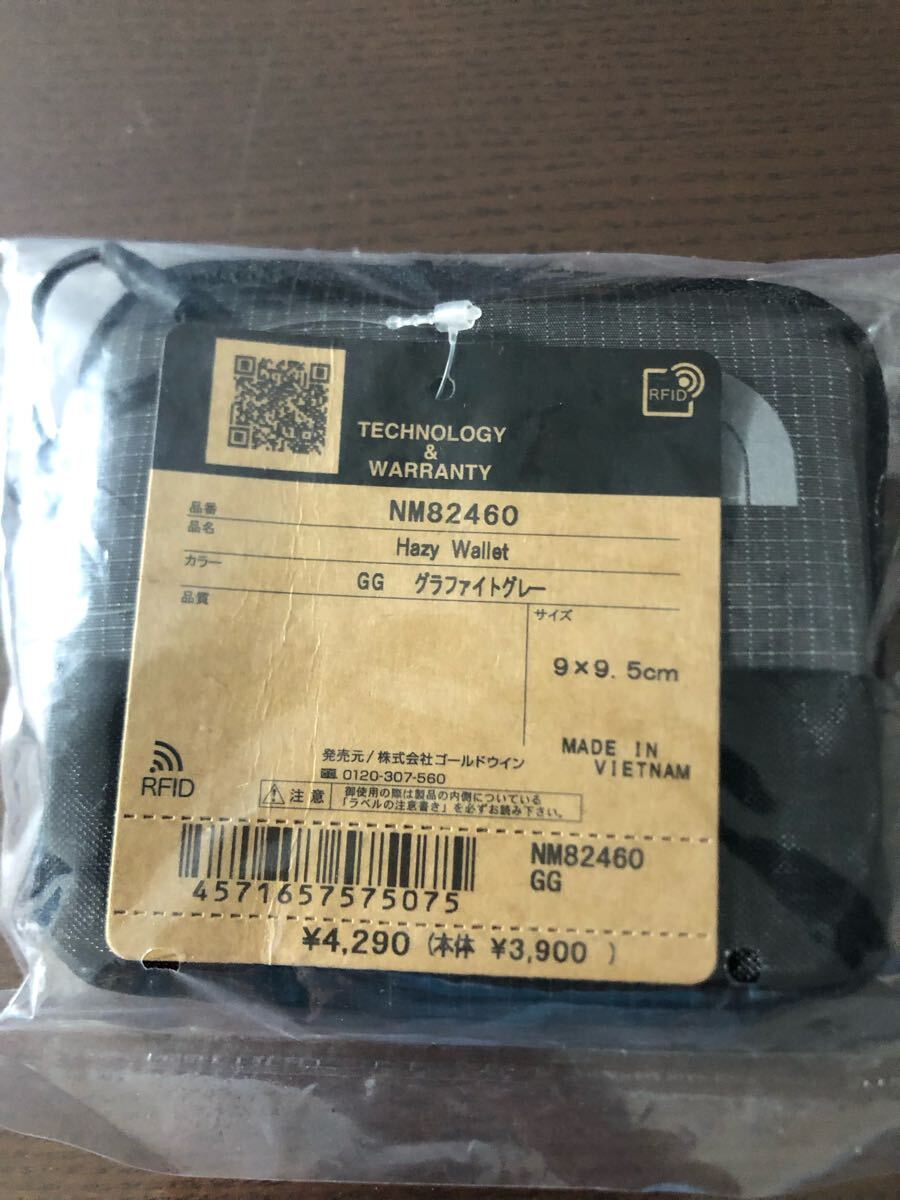 RFID
TECHNOLOGY
&
WARRANTY
品番 NM82460
品名 Hazy Wallet
カラー GG グラファイトグレー
品質
サイズ
9×9.5cm
MADE IN
VIETNAM
発売元/株式会社ゴールドウイン
0120-307-560
RFID
注意
御使用の際は製品の内側についている
「ラベルの注意書き」を必ずお読み下さい。
4571657575075
NM82460
GG
¥4,290 (本体 ¥3,900 )